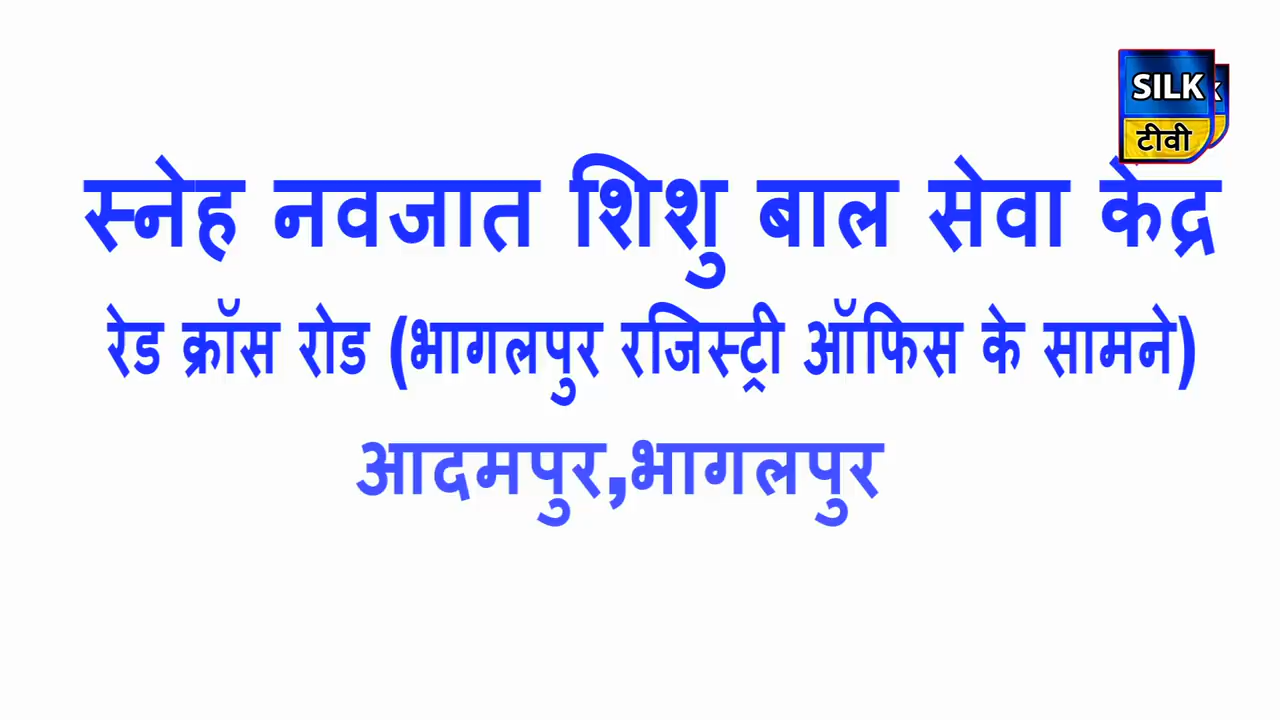 SILK
टीवी
स्नेह नवजात शिशु बाल सेवा केंद्र
रेड क्रॉस रोड (भागलपुर रजिस्ट्री ऑफिस के सामने)
आदमपुर,भागलपुर